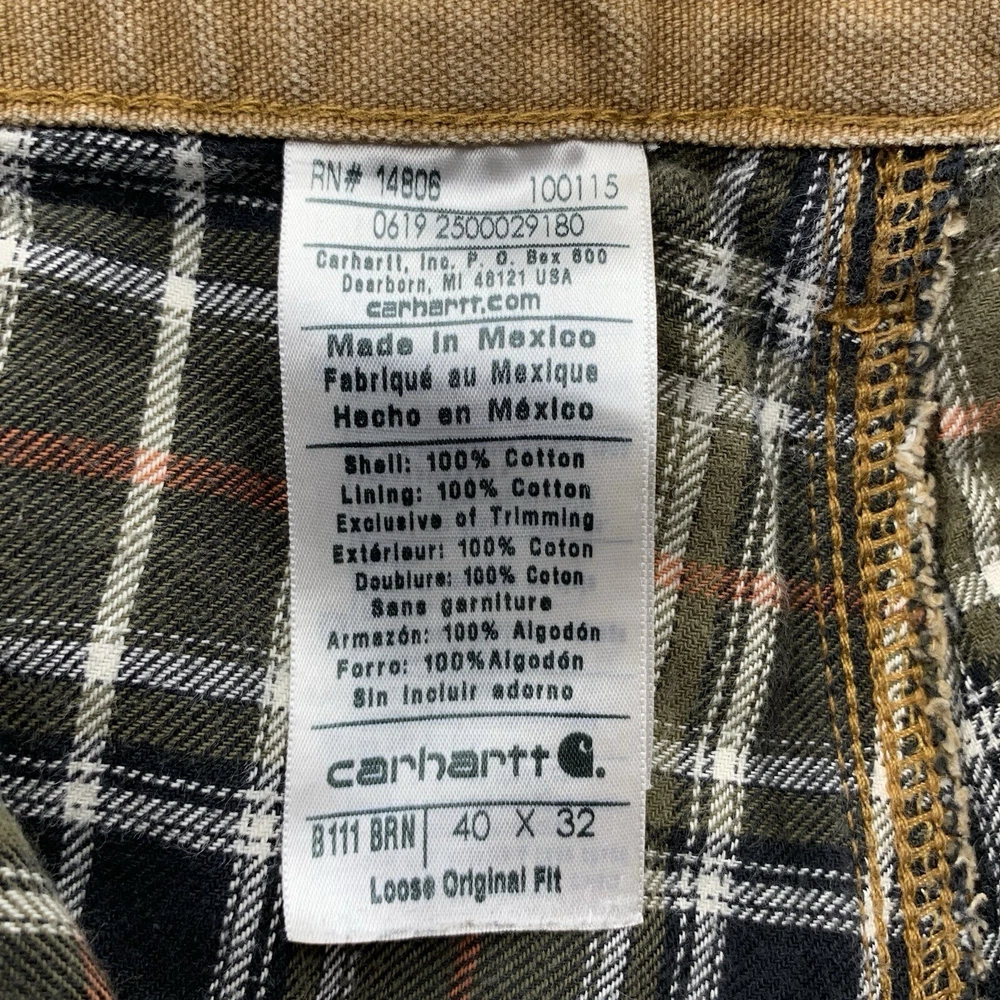 RN# 14806 100115
0619 2500029180
Carhartt, Inc. P. O. Box 600
Dearborn, MI 48121 USA
carhartt.com
Made in Mexico
Fabriqué au Mexique
Hecho en México
Shell: 100% Cotton
Lining: 100% Cotton
Exclusive of Trimming
Extérieur: 100% Coton
Doublure: 100% Coton
Sans garniture
Armazón: 100% Algodón
Forro: 100%Algodón
Sin incluir adorno
carhartt
B111 BRN 40 X 32
Loose Original Fit